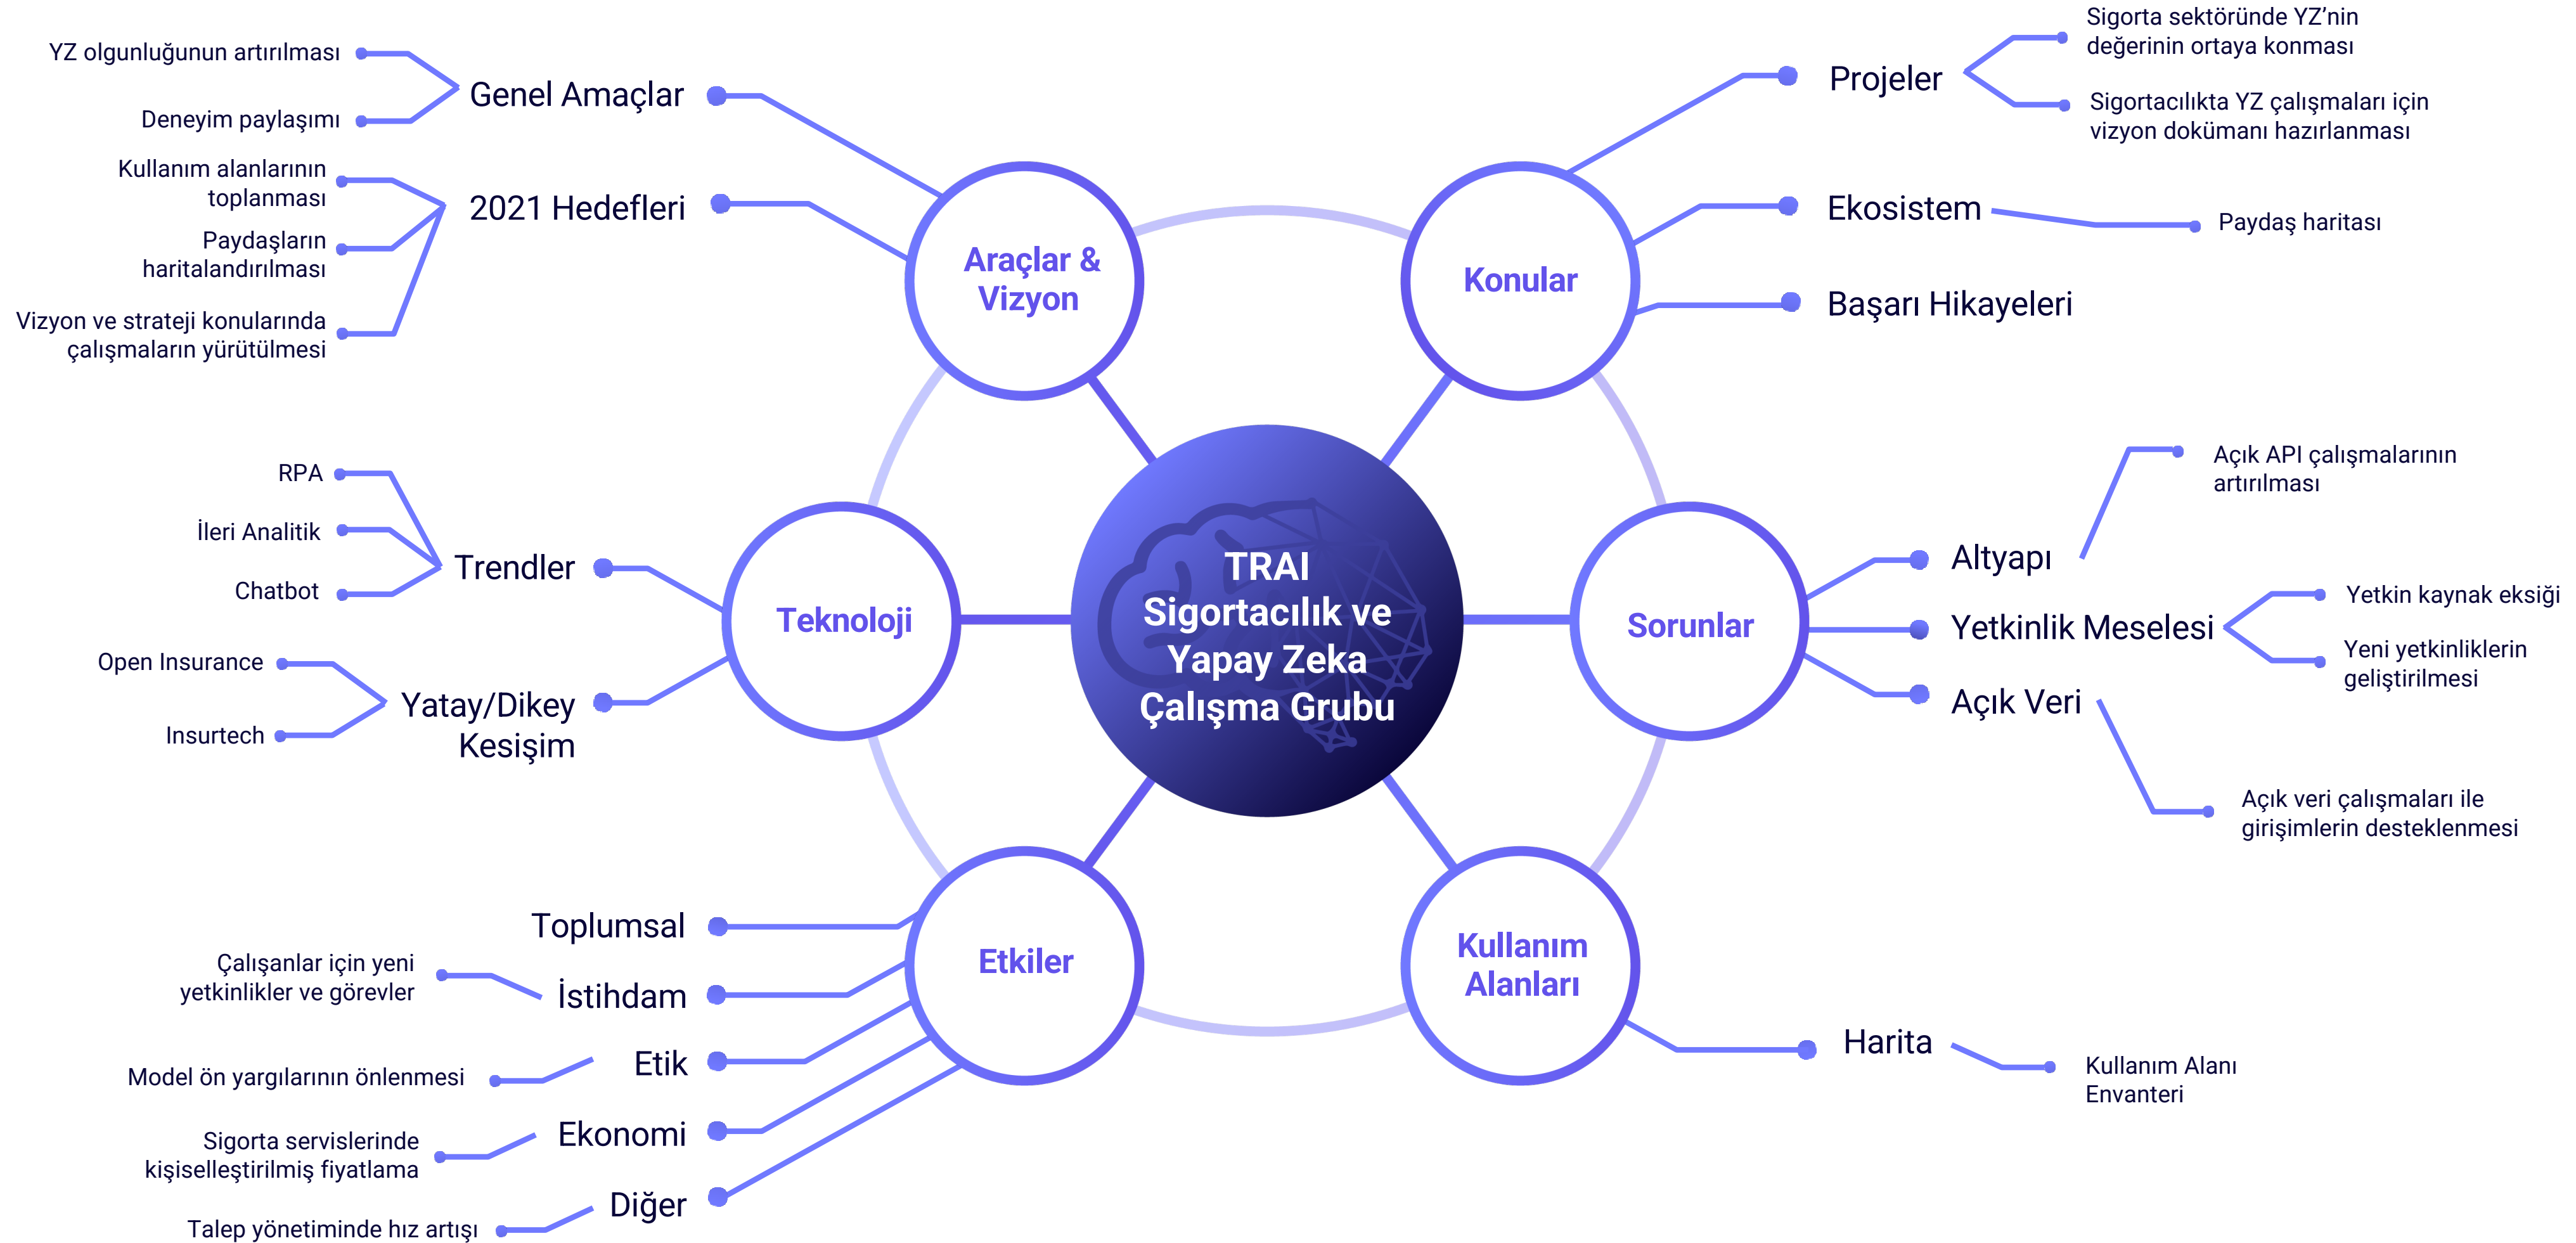 YZ olgunluğunun artırılması
Deneyim paylaşımı
Genel Amaçlar
Kullanım alanlarının
toplanması
Paydaşların
haritalandırılması
Vizyon ve strateji konularında
çalışmaların yürütülmesi
2021 Hedefleri
Araçlar &
Vizyon
Konular
Projeler
Sigorta sektöründe YZ’nin
değerinin ortaya konması
Sigortacılıkta YZ çalışmaları için
vizyon dokümanı hazırlanması
Ekosistem
Paydaş haritası
Başarı Hikayeleri
RPA
İleri Analitik
Chatbot
Trendler
Open Insurance
Insurtech
Yatay/Dikey
Kesişim
Teknoloji
TRAI
Sigortacılık ve
Yapay Zeka
Çalışma Grubu
Sorunlar
Altyapı
Açık API çalışmalarının
artırılması
Yetkinlik Meselesi
Yetkin kaynak eksiği
Yeni yetkinliklerin
geliştirilmesi
Açık Veri
Açık veri çalışmaları ile
girişimlerin desteklenmesi
Toplumsal
Çalışanlar için yeni
yetkinlikler ve görevler
İstihdam
Model ön yargılarının önlenmesi
Etik
Sigorta servislerinde
kişiselleştirilmiş fiyatlama
Ekonomi
Talep yönetiminde hız artışı
Diğer
Etkiler
Kullanım
Alanları
Harita
Kullanım Alanı
Envanteri